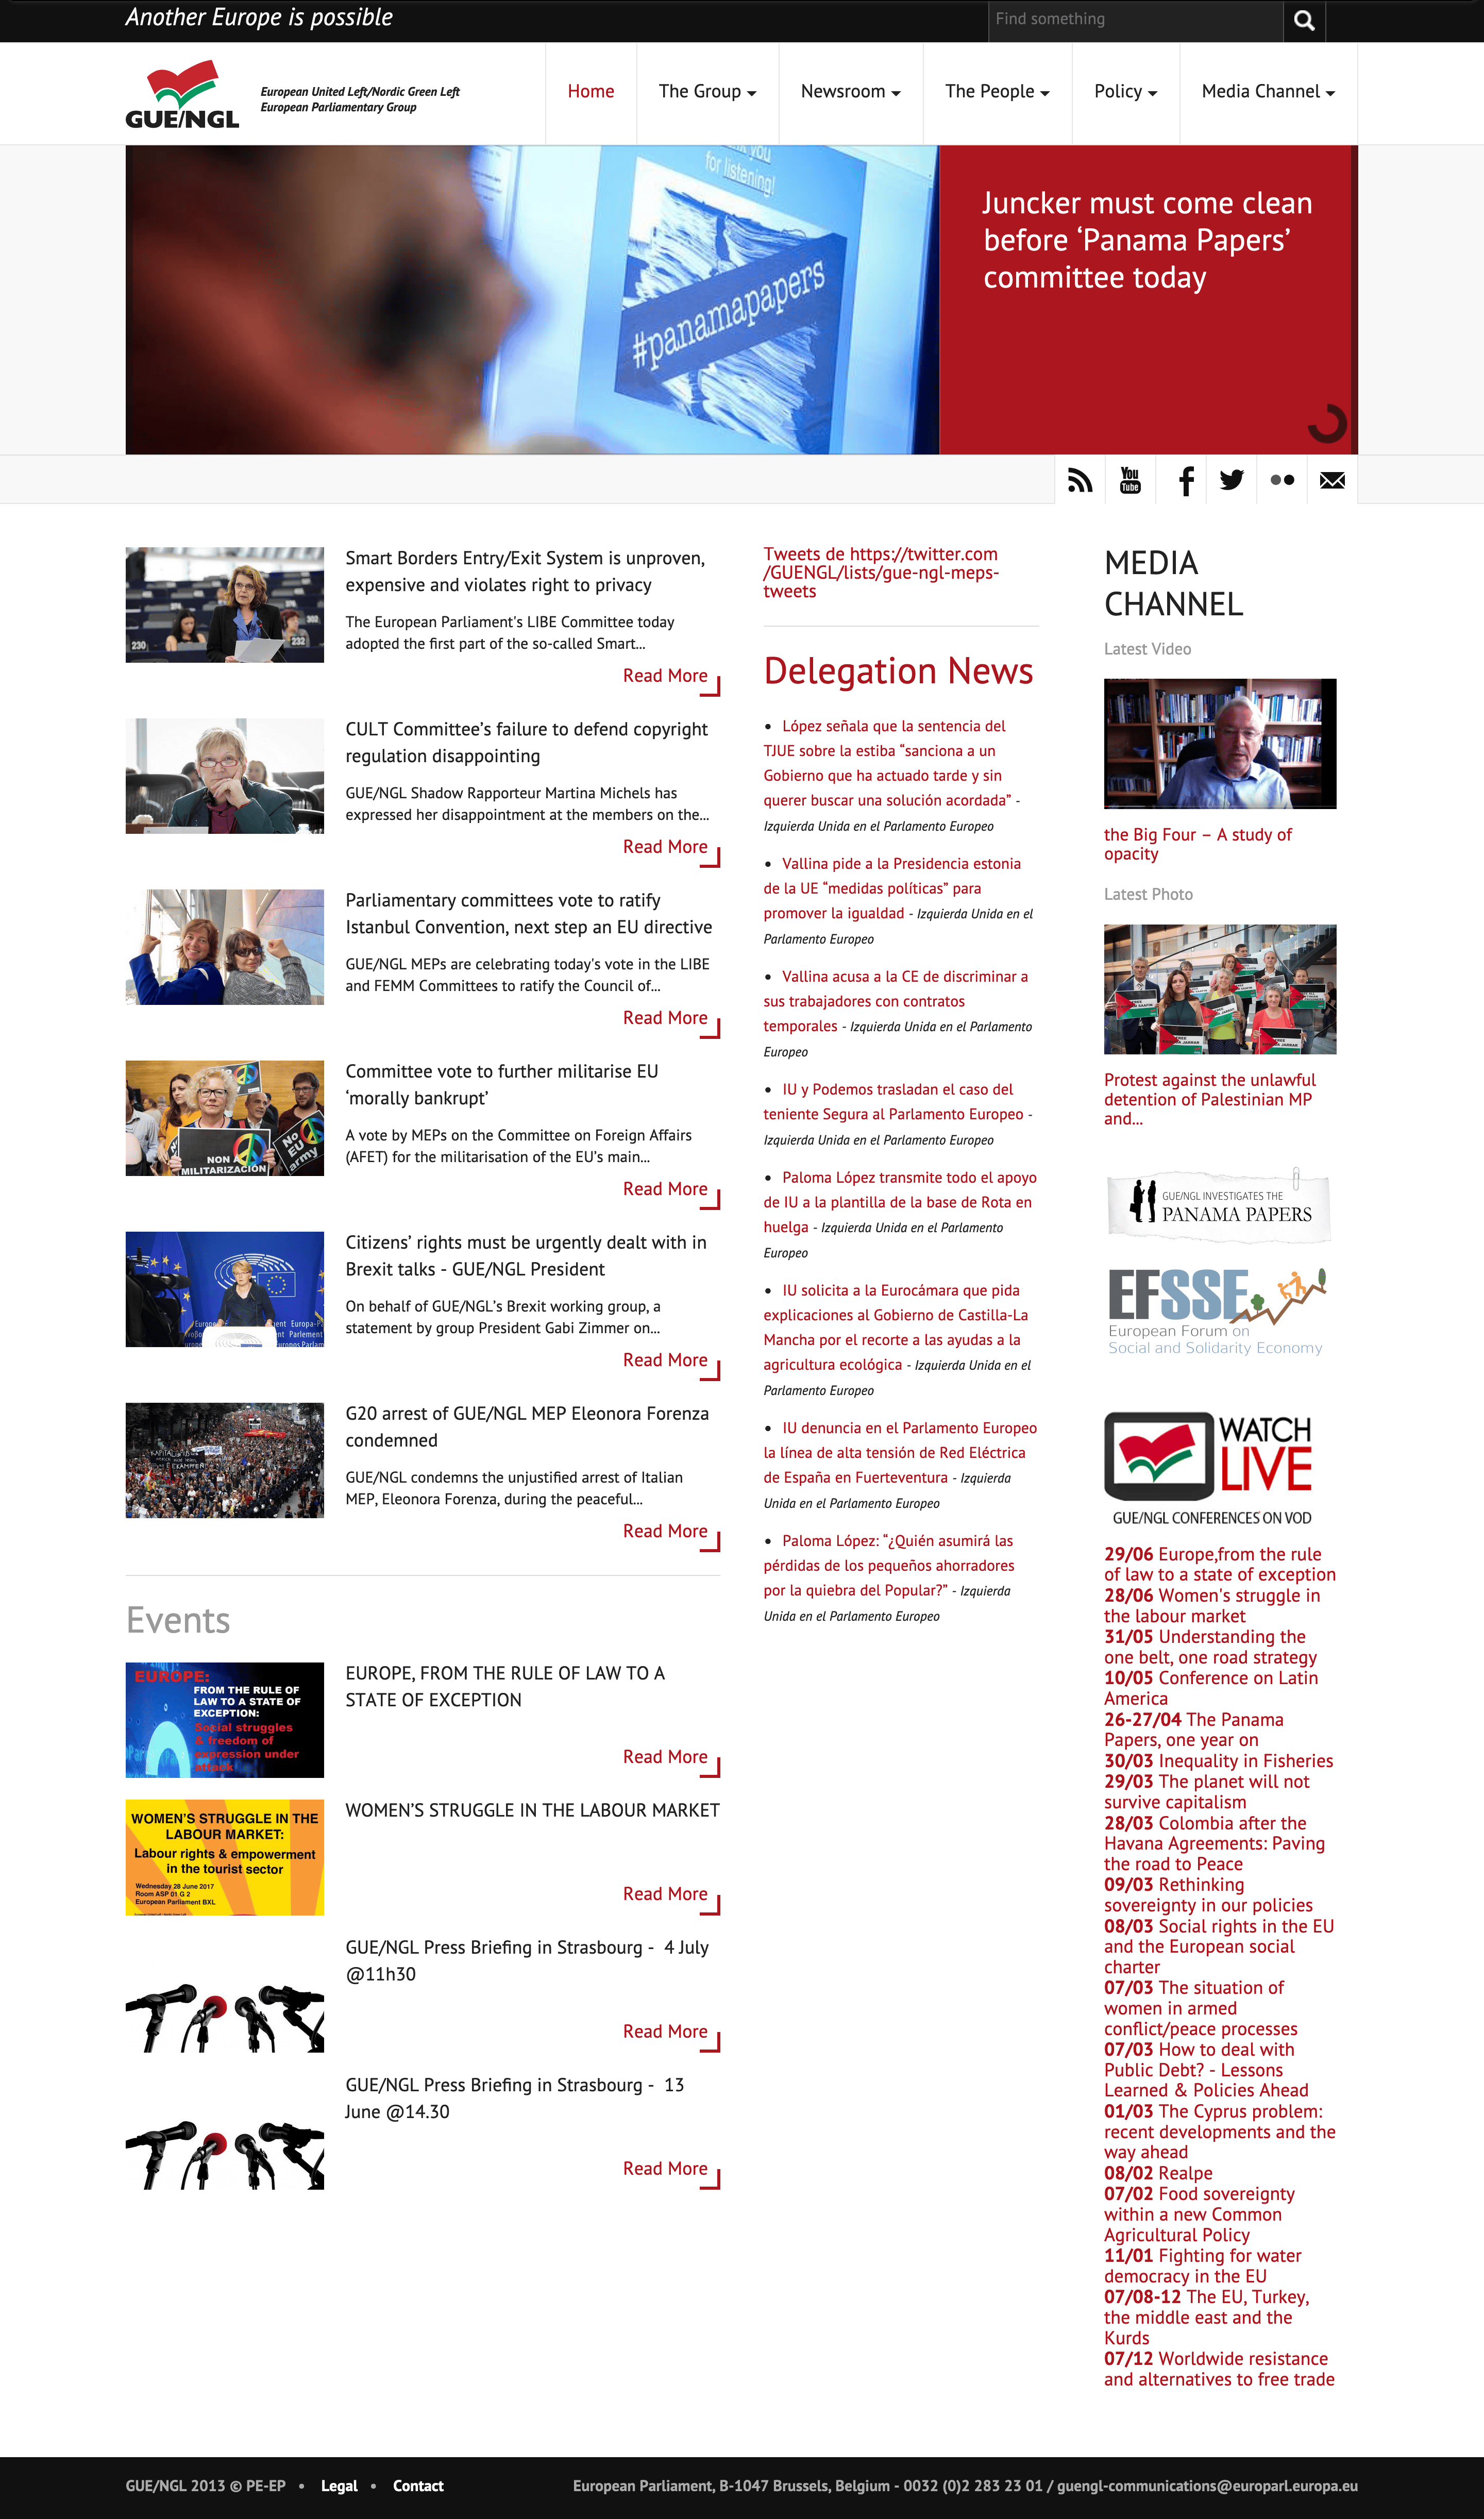 Another Europe is possible
Find something
GUE/NGL
European United Left/Nordic Green Left
European Parliamentary Group
Home
The Group
Newsroom
The People
Policy
Media Channel
for listening!
#panamapapers
Juncker must come clean
before ‘Panama Papers’
committee today
You
Tube
Smart Borders Entry/Exit System is unproven,
expensive and violates right to privacy
The European Parliament's LIBE Committee today
adopted the first part of the so-called Smart...
Read More
230
232
CULT Committee’s failure to defend copyright
regulation disappointing
GUE/NGL Shadow Rapporteur Martina Michels has
expressed her disappointment at the members on the...
Read More
Parliamentary committees vote to ratify
Istanbul Convention, next step an EU directive
GUE/NGL MEPs are celebrating today's vote in the LIBE
and FEMM Committees to ratify the Council of...
Read More
NON A
MILITARIZACIÓN
No
EU
army
Committee vote to further militarise EU
‘morally bankrupt’
A vote by MEPs on the Committee on Foreign Affairs
(AFET) for the militarisation of the EU’s main...
Read More
Citizens’ rights must be urgently dealt with in
Brexit talks - GUE/NGL President
On behalf of GUE/NGL’s Brexit working group, a
statement by group President Gabi Zimmer on...
Read More
G20 arrest of GUE/NGL MEP Eleonora Forenza
condemned
GUE/NGL condemns the unjustified arrest of Italian
MEP, Eleonora Forenza, during the peaceful...
Read More
Events
EUROPE:
FROM THE RULE OF
LAW TO A STATE OF
EXCEPTION:
Social struggles
& freedom of
expression under
attack
EUROPE, FROM THE RULE OF LAW TO A
STATE OF EXCEPTION
Read More
WOMEN’S STRUGGLE IN THE
LABOUR MARKET:
Labour rights & empowerment
in the tourist sector
Wednesday 28 June 2017
Room ASP 01 G 2
European Parliament BXL
WOMEN’S STRUGGLE IN THE LABOUR MARKET
Read More
GUE/NGL Press Briefing in Strasbourg - 4 July
@11h30
Read More
GUE/NGL Press Briefing in Strasbourg - 13
June @14.30
Read More
Tweets de https://twitter.com
/GUENGL/lists/gue-ngl-meps-
tweets
Delegation News
• López señala que la sentencia del
TJUE sobre la estiba “sanciona a un
Gobierno que ha actuado tarde y sin
querer buscar una solución acordada” -
Izquierda Unida en el Parlamento Europeo
• Vallina pide a la Presidencia estonia
de la UE “medidas políticas” para
promover la igualdad - Izquierda Unida en el
Parlamento Europeo
• Vallina acusa a la CE de discriminar a
sus trabajadores con contratos
temporales - Izquierda Unida en el Parlamento
Europeo
• IU y Podemos trasladan el caso del
teniente Segura al Parlamento Europeo -
Izquierda Unida en el Parlamento Europeo
• Paloma López transmite todo el apoyo
de IU a la plantilla de la base de Rota en
huelga - Izquierda Unida en el Parlamento
Europeo
• IU solicita a la Eurocámara que pida
explicaciones al Gobierno de Castilla-La
Mancha por el recorte a las ayudas a la
agricultura ecológica - Izquierda Unida en el
Parlamento Europeo
• IU denuncia en el Parlamento Europeo
la línea de alta tensión de Red Eléctrica
de España en Fuerteventura - Izquierda
Unida en el Parlamento Europeo
• Paloma López: “¿Quién asumirá las
pérdidas de los pequeños ahorradores
por la quiebra del Popular?” - Izquierda
Unida en el Parlamento Europeo
MEDIA
CHANNEL
Latest Video
the Big Four – A study of
opacity
Latest Photo
Protest against the unlawful
detention of Palestinian MP
and...
GUE/NGL INVESTIGATES THE
PANAMA PAPERS
EFSSE
European Forum on
Social and Solidarity Economy
WATCH
LIVE
GUE/NGL CONFERENCES ON VOD
29/06 Europe,from the rule
of law to a state of exception
28/06 Women's struggle in
the labour market
31/05 Understanding the
one belt, one road strategy
10/05 Conference on Latin
America
26-27/04 The Panama
Papers, one year on
30/03 Inequality in Fisheries
29/03 The planet will not
survive capitalism
28/03 Colombia after the
Havana Agreements: Paving
the road to Peace
09/03 Rethinking
sovereignty in our policies
08/03 Social rights in the EU
and the European social
charter
07/03 The situation of
women in armed
conflict/peace processes
07/03 How to deal with
Public Debt? - Lessons
Learned & Policies Ahead
01/03 The Cyprus problem:
recent developments and the
way ahead
08/02 Realpe
07/02 Food sovereignty
within a new Common
Agricultural Policy
11/01 Fighting for water
democracy in the EU
07/08-12 The EU, Turkey,
the middle east and the
Kurds
07/12 Worldwide resistance
and alternatives to free trade
GUE/NGL 2013 © PE-EP • Legal • Contact
European Parliament, B-1047 Brussels, Belgium - 0032 (0)2 283 23 01 / guengl-communications@europarl.europa.eu